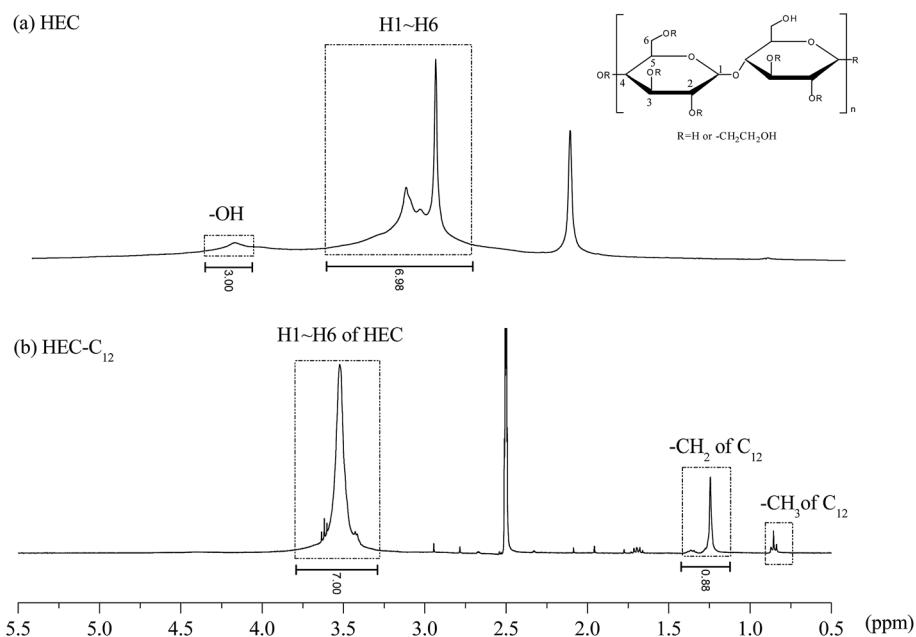 (a) HEC
H1~H6
-OH
3.00
6.98
OH
6
OR
5
O
O
OR
4
OR
1
O
OR
R
3
2
OR
OR
n
R=H or -CH2CH2OH
(b) HEC-C12
H1~H6 of HEC
-CH2 of C12
-CH3of C12
7.00
0.88
5.5 5.0 4.5 4.0 3.5 3.0 2.5 2.0 1.5 1.0 0.5 (ppm)